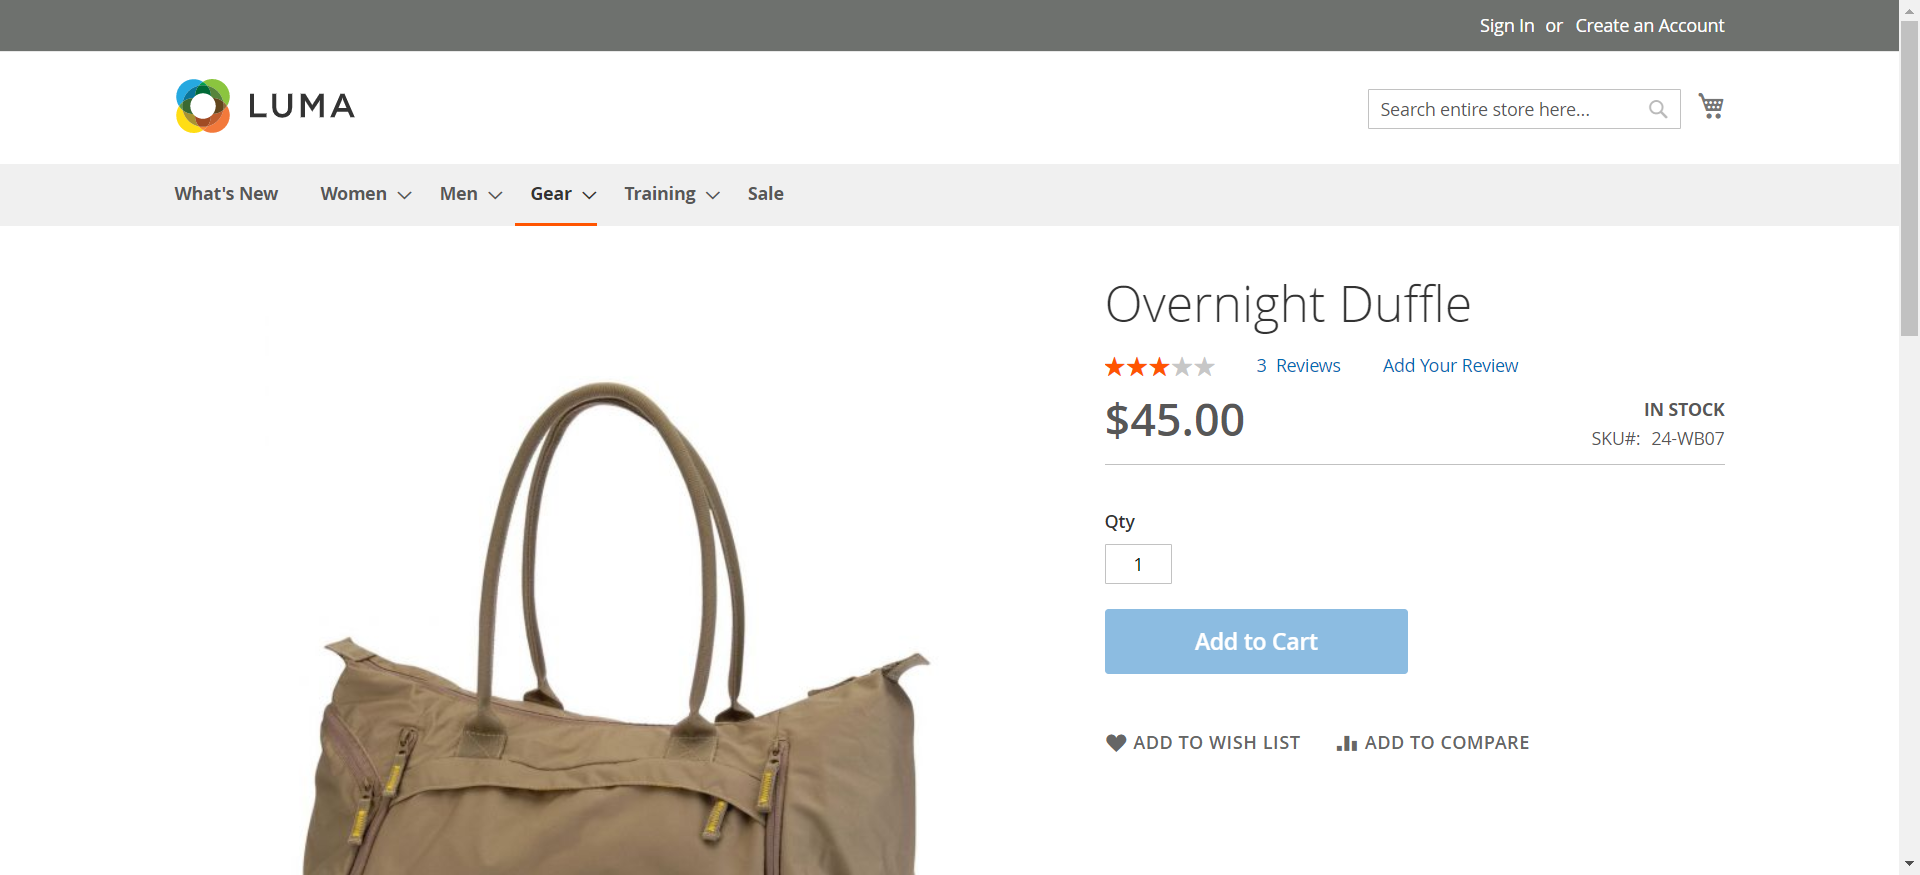 Sign In or Create an Account
LUMA
Search entire store here...
What's New Women Men Gear Training Sale
Overnight Duffle
3 Reviews Add Your Review
$45.00
IN STOCK
SKU#: 24-WB07
Qty
1
Add to Cart
ADD TO WISH LIST ADD TO COMPARE